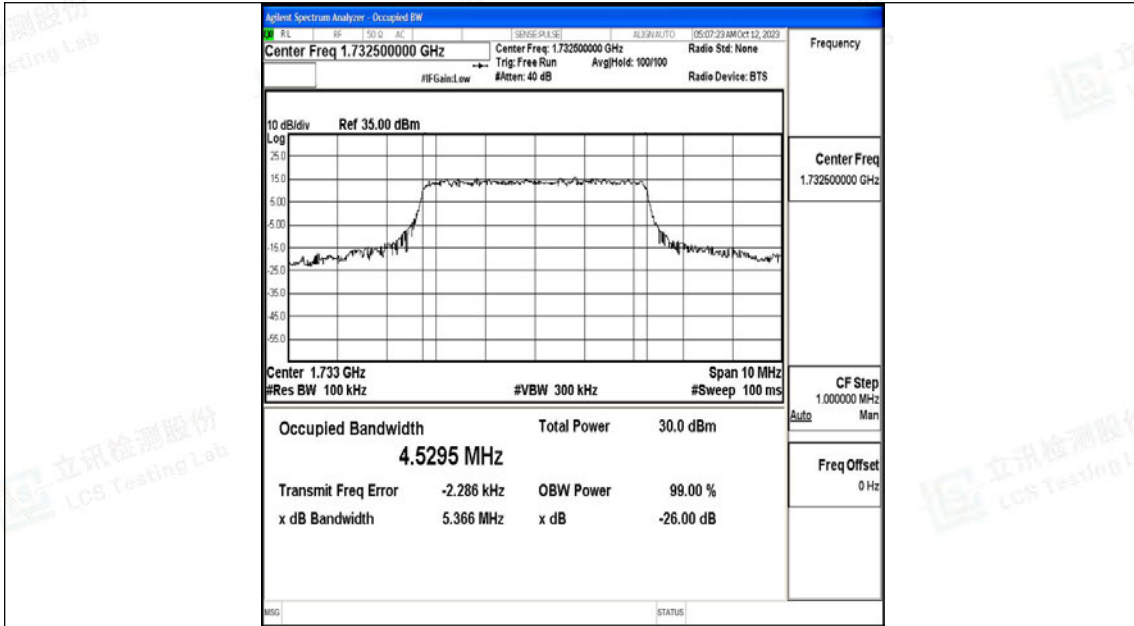 Agilent Spectrum Analyzer - Occupied BW
RL RF 50 Ω AC SENSE:PULSE ALIGNAUTO 05:07:23 AM Oct 12, 2023
Center Freq 1.732500000 GHz
Center Freq: 1.732500000 GHz Radio Std: None
Trig: Free Run Avg|Hold: 100/100
#IFGain:Low #Atten: 40 dB Radio Device: BTS
10 dB/div Ref 35.00 dBm
Log
25.0
15.0
5.00
-5.00
-15.0
-25.0
-35.0
-45.0
-55.0
Center 1.733 GHz Span 10 MHz
#Res BW 100 kHz #VBW 300 kHz #Sweep 100 ms
Occupied Bandwidth Total Power 30.0 dBm
4.5295 MHz
Transmit Freq Error -2.286 kHz OBW Power 99.00 %
x dB Bandwidth 5.366 MHz x dB -26.00 dB
MSG STATUS
Frequency
Center Freq
1.732500000 GHz
CF Step
1.000000 MHz
Auto Man
Freq Offset
0 Hz
立讯检测股份
LCS Testing Lab
立讯检测股份
LCS Testing L
测股份
sting Lab
立
LCS